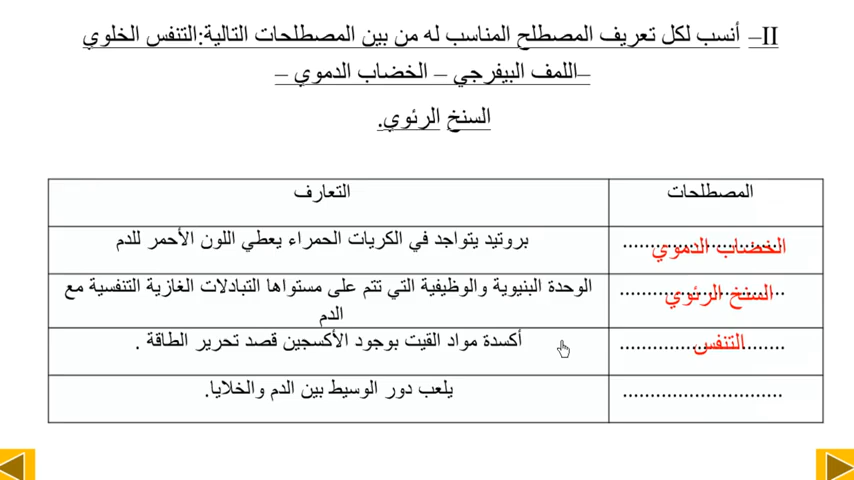 II– أنسب لكل تعريف المصطلح المناسب له من بين المصطلحات التالية:التنفس الخلوي
–اللمف البيفرجي – الخضاب الدموي –
السنخ الرئوي.
المصطلحات التعارف
الخضاب الدموي بروتيد يتواجد في الكريات الحمراء يعطي اللون الأحمر للدم
السنخ الرئوي الوحدة البنيوية والوظيفية التي تتم على مستواها التبادلات الغازية التنفسية مع
الدم
التنفس أكسدة مواد القيت بوجود الأكسجين قصد تحرير الطاقة .
............................. يلعب دور الوسيط بين الدم والخلايا.